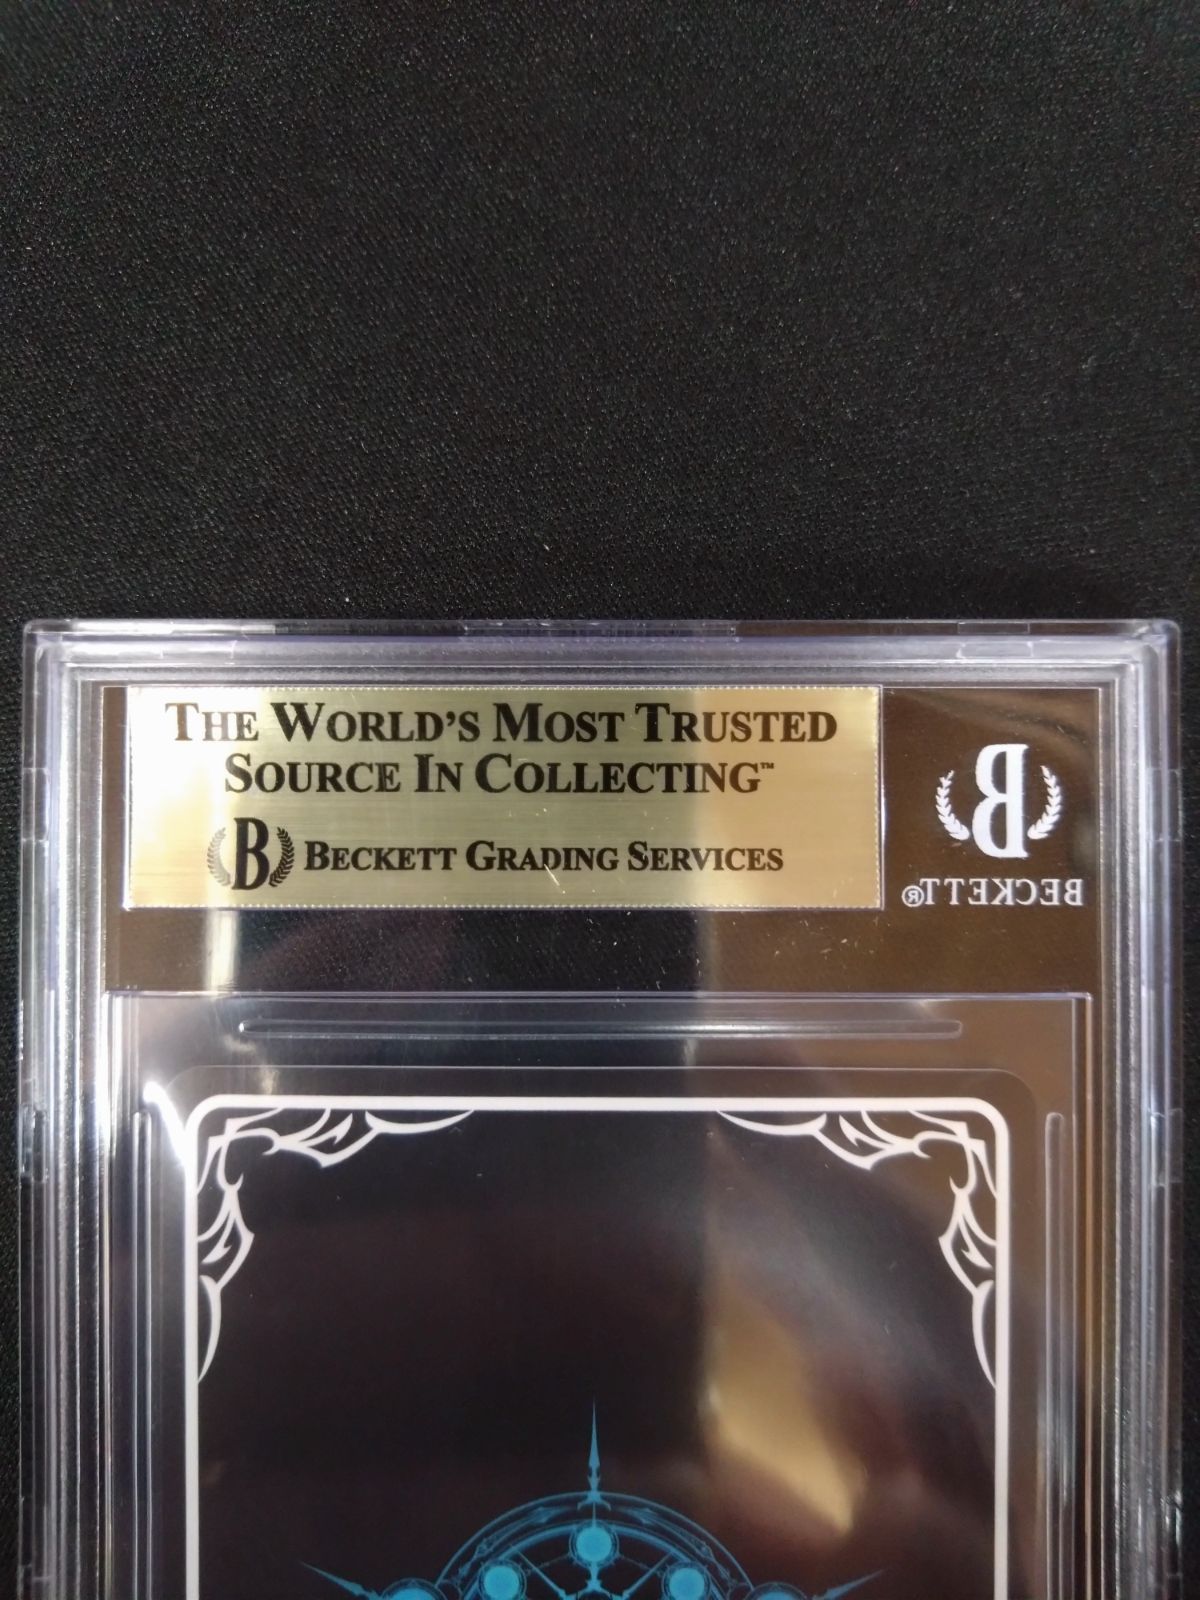 THE WORLD'S MOST TRUSTED
SOURCE IN COLLECTING™
B BECKETT GRADING SERVICES
B
BECKETT®